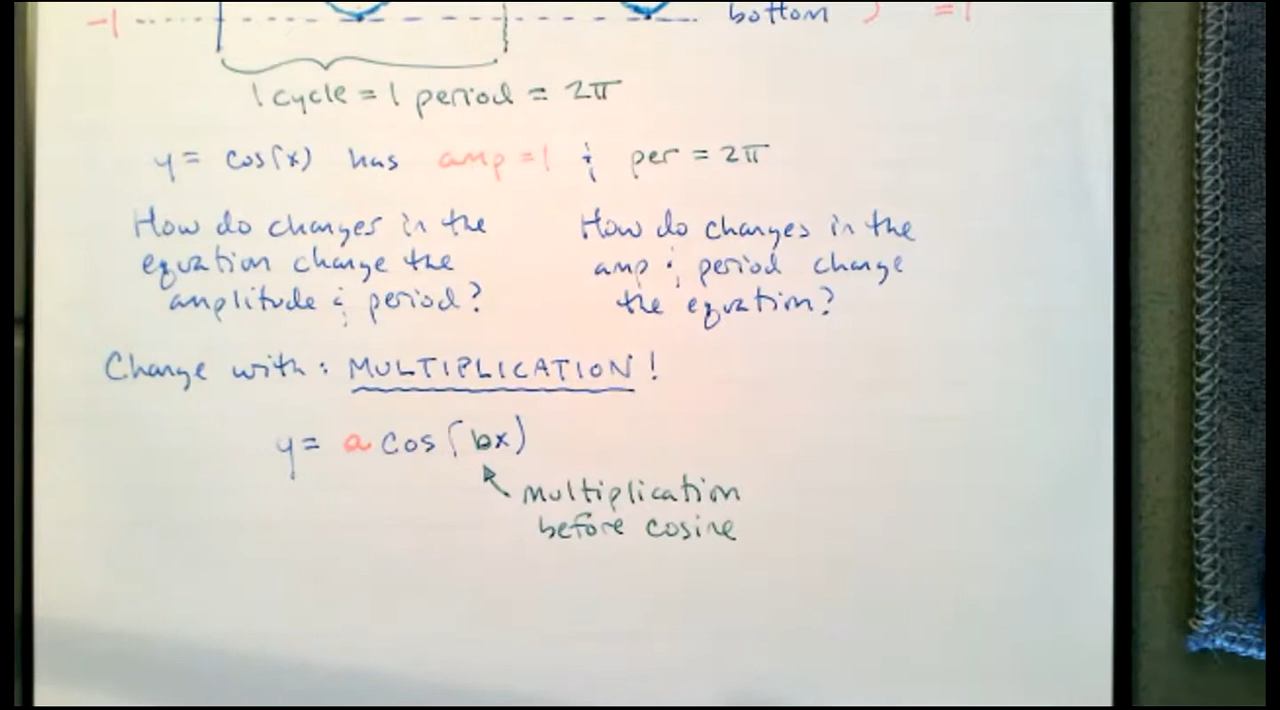 -1 bottom } = 1
1 cycle = 1 period = 2π
y = cos(x) has amp = 1 & per = 2π
How do changes in the
equation change the
amplitude & period?
How do changes in the
amp & period change
the equation?
Change with: MULTIPLICATION!
y = a cos(bx)
multiplication
before cosine